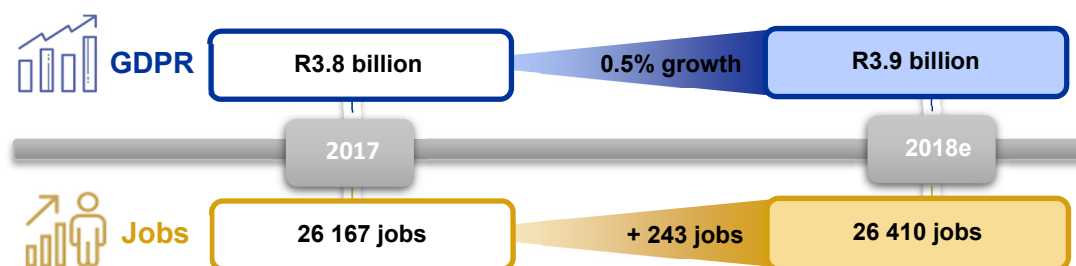 GDPR
R3.8 billion
0.5% growth
R3.9 billion
2017
2018e
Jobs
26 167 jobs
+ 243 jobs
26 410 jobs